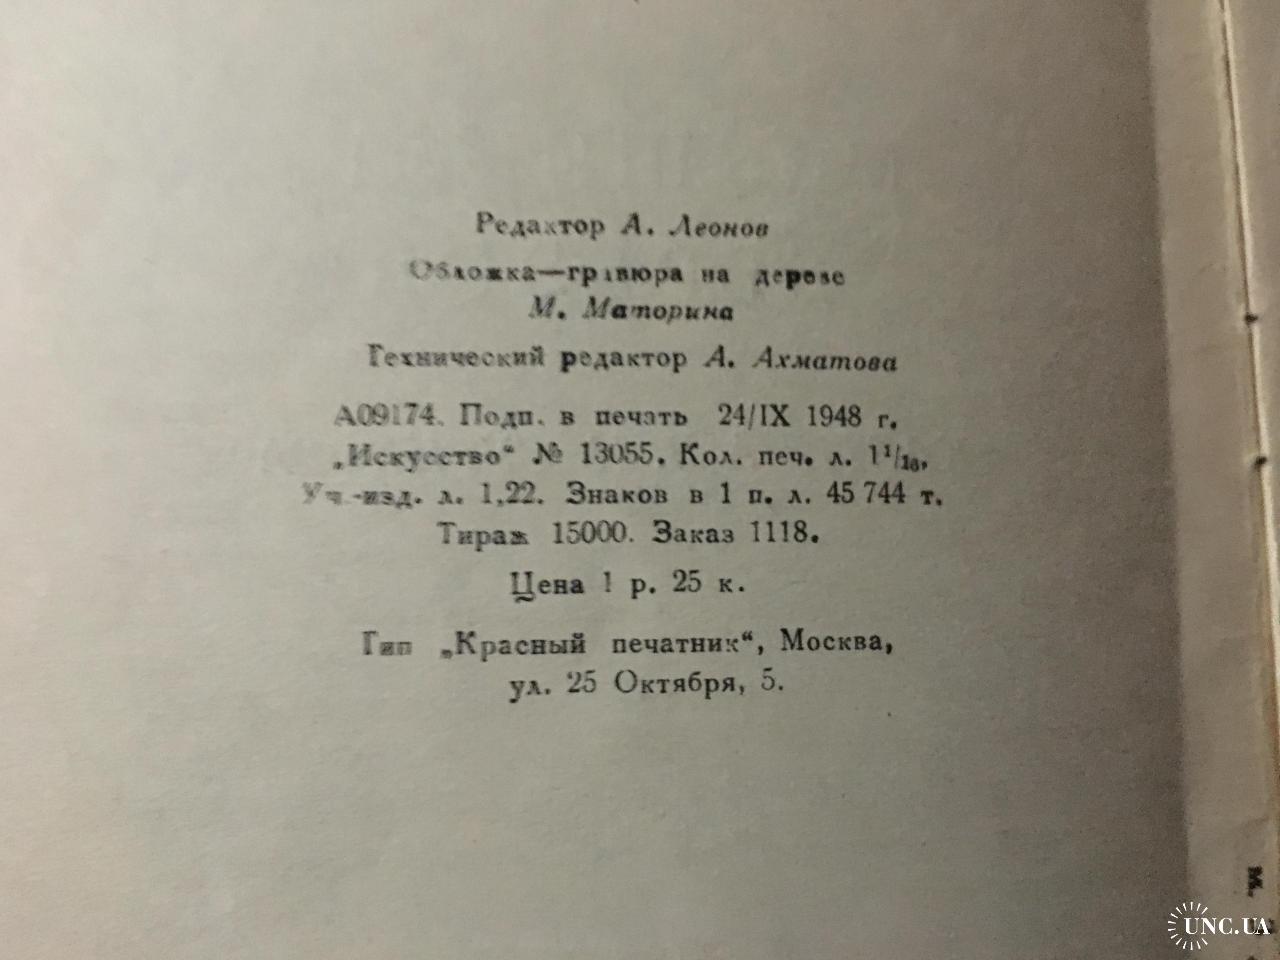 Редактор А. Леонов
Обложка—гравюра на дереве
М. Маторина
Технический редактор А. Ахматова
А09174. Подп. в печать 24/IX 1948 г.
„Искусство“ № 13055. Кол. печ. л. 1 1/16.
Уч.-изд. л. 1,22. Знаков в 1 п. л. 45 744 т.
Тираж 15000. Заказ 1118.
Цена 1 р. 25 к.
Тип „Красный печатник“, Москва,
ул. 25 Октября, 5.
М.
UNC.UA